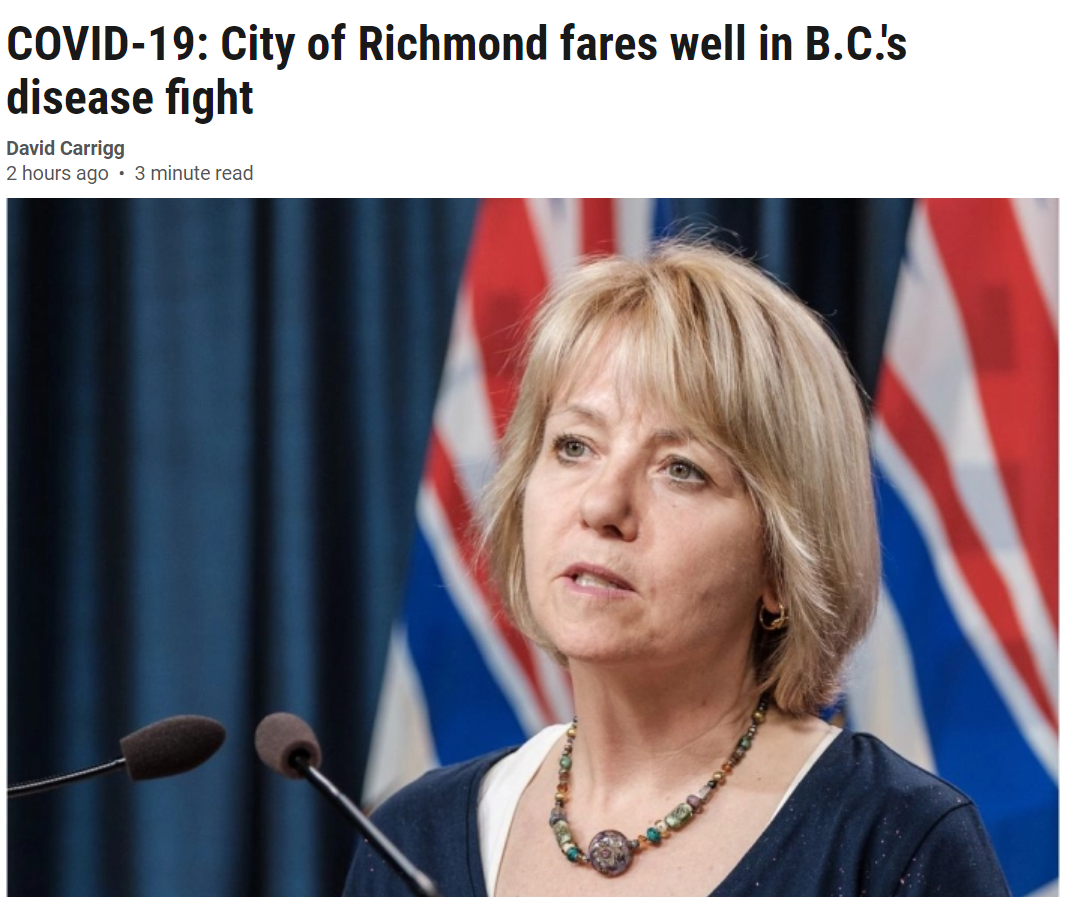 COVID-19: City of Richmond fares well in B.C.'s
disease fight
David Carrigg
2 hours ago • 3 minute read